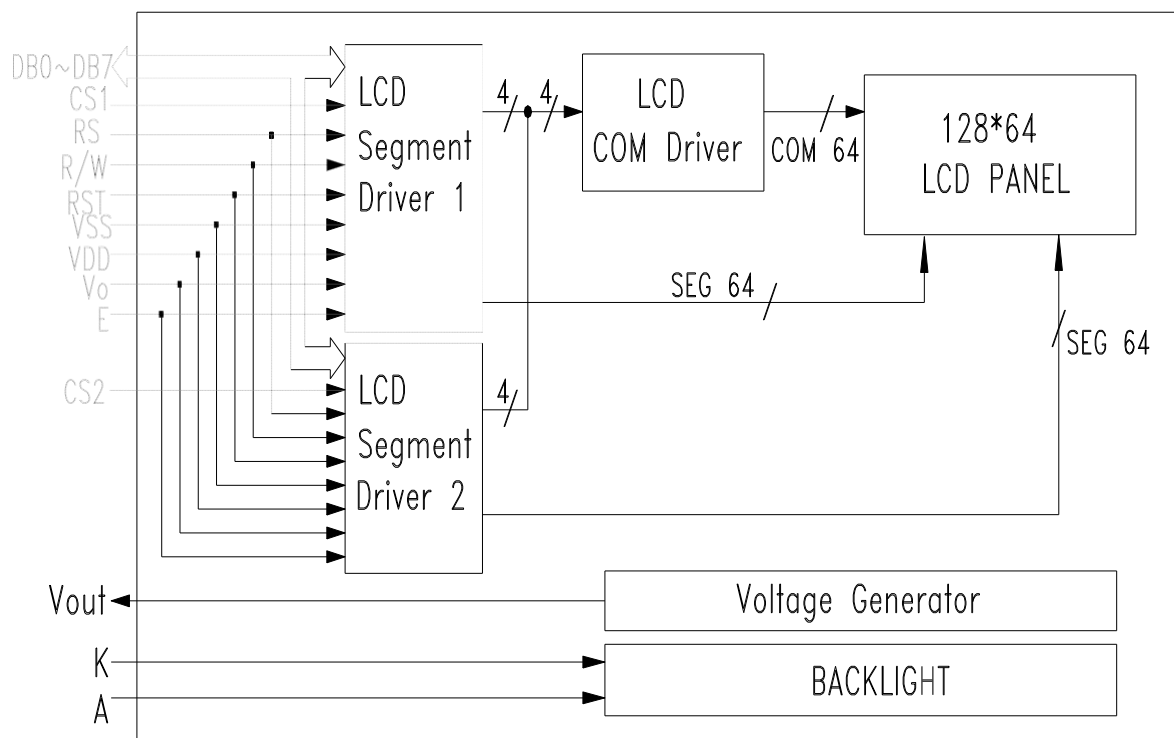 DB0~DB7
CS1
RS
R/W
RST
VSS
VDD
Vo
E
CS2
LCD
Segment
Driver 1
4
4
LCD
COM Driver
COM 64
128*64
LCD PANEL
SEG 64
SEG 64
LCD
Segment
Driver 2
4
Vout
Voltage Generator
K
A
BACKLIGHT